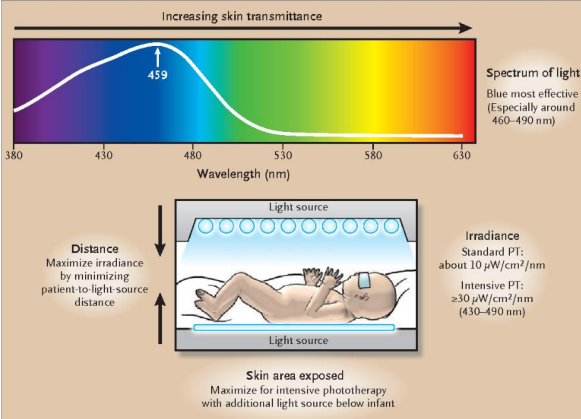 Increasing skin transmittance
459
380 430 480 530 580 630
Wavelength (nm)
Spectrum of light
Blue most effective
(Especially around
460–490 nm)
Light source
Distance
Maximize irradiance
by minimizing
patient-to-light-source
distance
Irradiance
Standard PT:
about 10 μW/cm²/nm
Intensive PT:
≥30 μW/cm²/nm
(430–490 nm)
Light source
Skin area exposed
Maximize for intensive phototherapy
with additional light source below infant